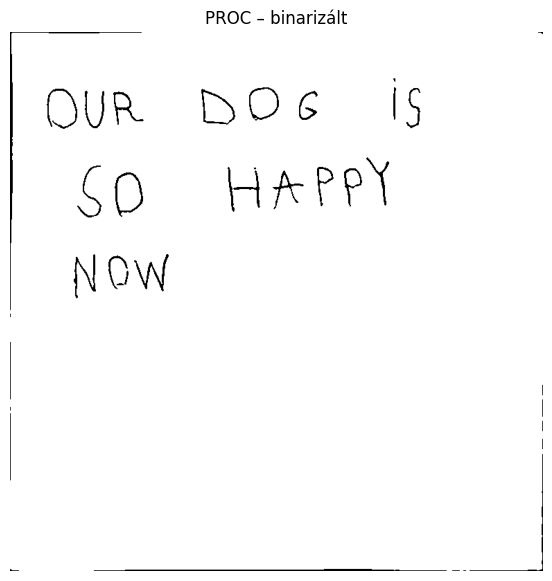 PROC – binarizált
OUR DOG is
SO HAPPY
NOW